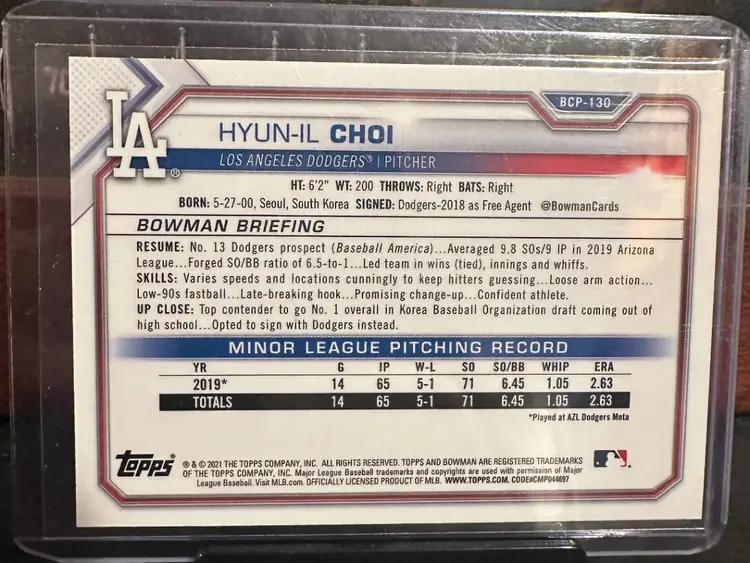 BCP-130
LA
HYUN-IL CHOI
LOS ANGELES DODGERS® | PITCHER
HT: 6'2" WT: 200 THROWS: Right BATS: Right
BORN: 5-27-00, Seoul, South Korea SIGNED: Dodgers-2018 as Free Agent @BowmanCards
BOWMAN BRIEFING
RESUME: No. 13 Dodgers prospect (Baseball America)...Averaged 9.8 SOs/9 IP in 2019 Arizona
League...Forged SO/BB ratio of 6.5-to-1...Led team in wins (tied), innings and whiffs.
SKILLS: Varies speeds and locations cunningly to keep hitters guessing...Loose arm action...
Low-90s fastball...Late-breaking hook...Promising change-up...Confident athlete.
UP CLOSE: Top contender to go No. 1 overall in Korea Baseball Organization draft coming out of
high school...Opted to sign with Dodgers instead.
MINOR LEAGUE PITCHING RECORD
YR G IP W-L SO SO/BB WHIP ERA
2019* 14 65 5-1 71 6.45 1.05 2.63
TOTALS 14 65 5-1 71 6.45 1.05 2.63
*Played at AZL Dodgers Mota
Topps
® & © 2021 THE TOPPS COMPANY, INC. ALL RIGHTS RESERVED. TOPPS AND BOWMAN ARE REGISTERED TRADEMARKS
OF THE TOPPS COMPANY, INC. Major League Baseball trademarks and copyrights are used with permission of Major
League Baseball. Visit MLB.com. OFFICIALLY LICENSED PRODUCT OF MLB. WWW.TOPPS.COM. CODE#CMP044697